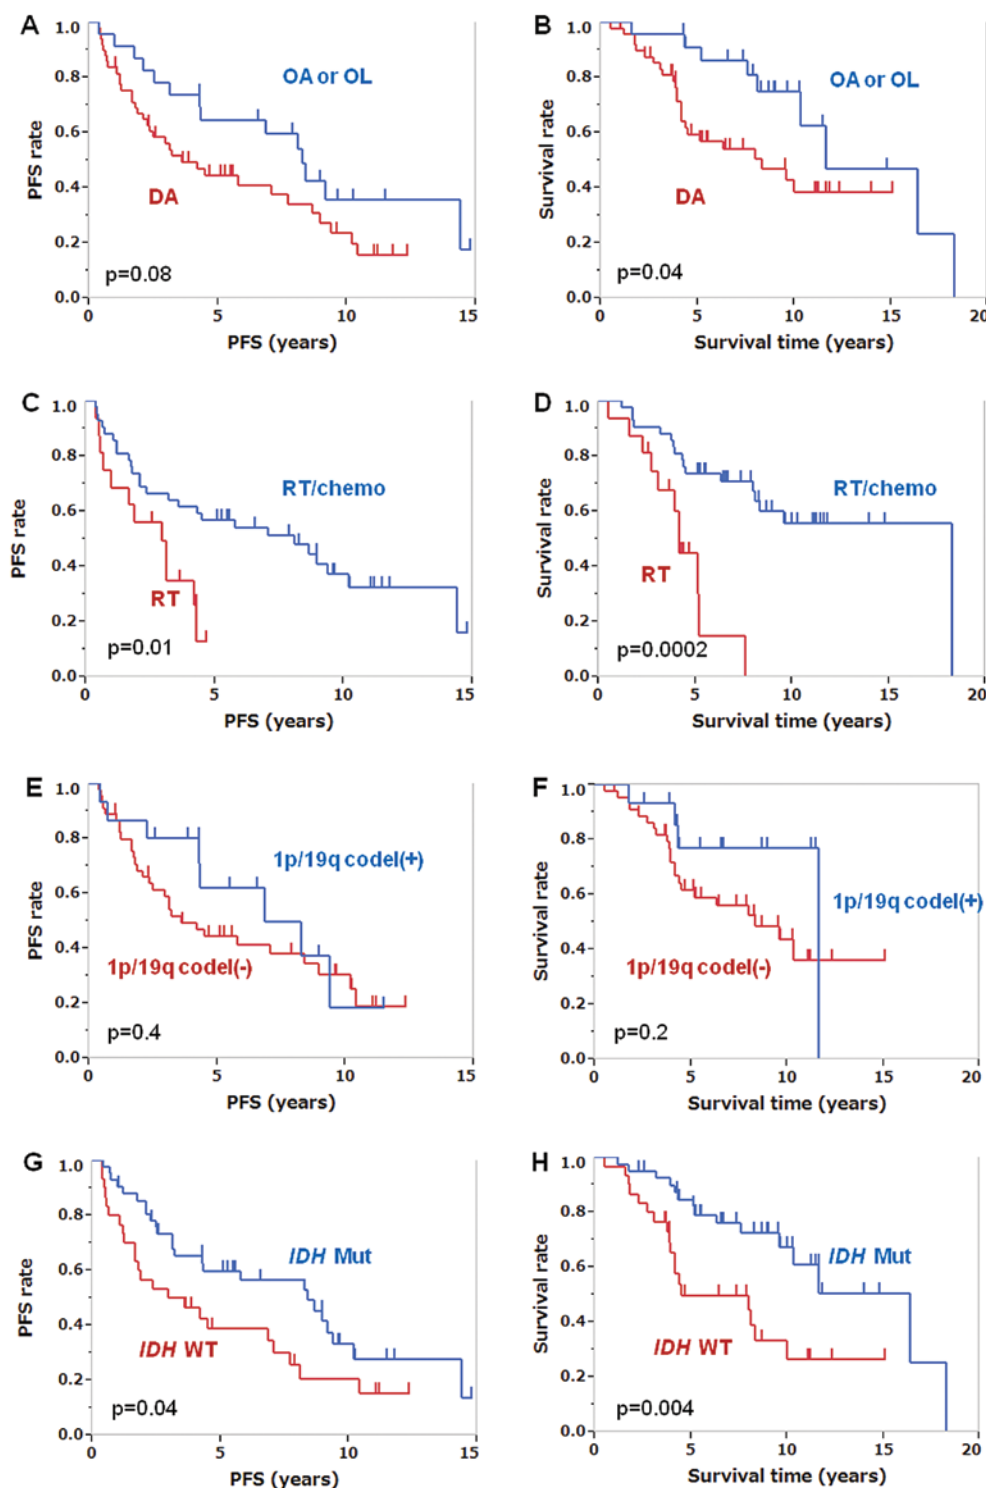 A
1.0
0.8
0.6
0.4
0.2
0.0
PFS rate
OA or OL
DA
p=0.08
0 5 10 15
PFS (years)
B
1.0
0.8
0.6
0.4
0.2
0.0
Survival rate
OA or OL
DA
p=0.04
0 5 10 15 20
Survival time (years)
C
1.0
0.8
0.6
0.4
0.2
0.0
PFS rate
RT/chemo
RT
p=0.01
0 5 10 15
PFS (years)
D
1.0
0.8
0.6
0.4
0.2
0.0
Survival rate
RT/chemo
RT
p=0.0002
0 5 10 15 20
Survival time (years)
E
1.0
0.8
0.6
0.4
0.2
0.0
PFS rate
1p/19q codel(+)
1p/19q codel(-)
p=0.4
0 5 10 15
PFS (years)
F
1.0
0.8
0.6
0.4
0.2
0.0
Survival rate
1p/19q codel(+)
1p/19q codel(-)
p=0.2
0 5 10 15 20
Survival time (years)
G
1.0
0.8
0.6
0.4
0.2
0.0
PFS rate
IDH Mut
IDH WT
p=0.04
0 5 10 15
PFS (years)
H
1.0
0.8
0.6
0.4
0.2
0.0
Survival rate
IDH Mut
IDH WT
p=0.004
0 5 10 15 20
Survival time (years)